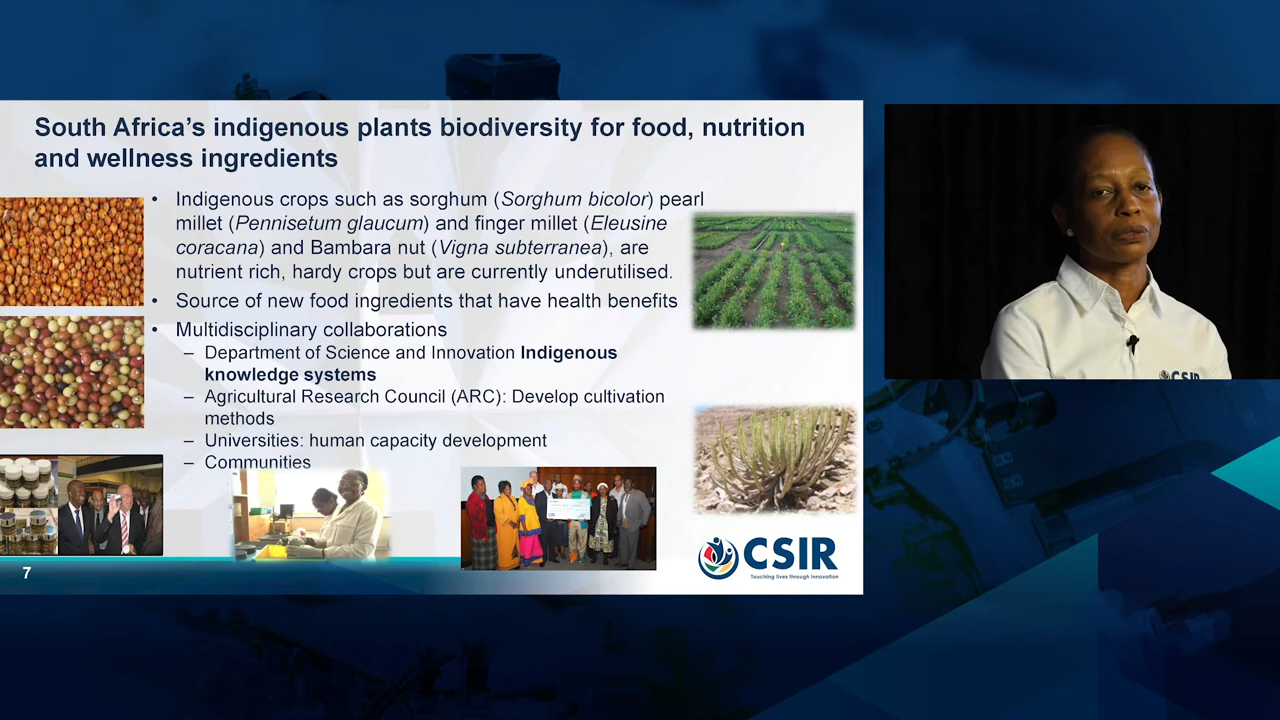 South Africa's indigenous plants biodiversity for food, nutrition
and wellness ingredients
• Indigenous crops such as sorghum (Sorghum bicolor) pearl
millet (Pennisetum glaucum) and finger millet (Eleusine
coracana) and Bambara nut (Vigna subterranea), are
nutrient rich, hardy crops but are currently underutilised.
• Source of new food ingredients that have health benefits
• Multidisciplinary collaborations
– Department of Science and Innovation Indigenous
knowledge systems
– Agricultural Research Council (ARC): Develop cultivation
methods
– Universities: human capacity development
– Communities
7
CSIR
Touching lives through innovation
CSIR